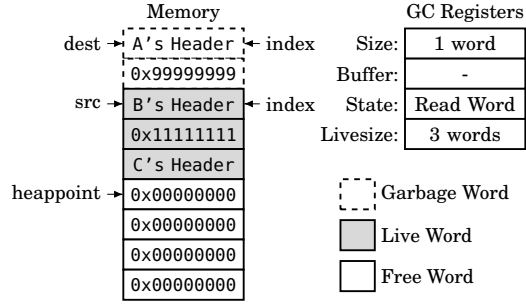 Memory
dest A's Header index
0x99999999
src B's Header index
0x11111111
C's Header
heappoint 0x00000000
0x00000000
0x00000000
0x00000000
GC Registers
Size: 1 word
Buffer: -
State: Read Word
Livesize: 3 words
Garbage Word
Live Word
Free Word